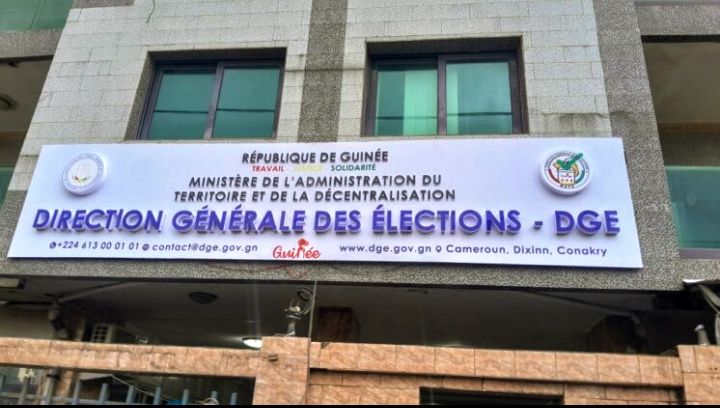 RÉPUBLIQUE DE GUINÉE
TRAVAIL - JUSTICE - SOLIDARITÉ
MINISTÈRE DE L'ADMINISTRATION DU
TERRITOIRE ET DE LA DÉCENTRALISATION
DIRECTION GÉNÉRALE DES ÉLECTIONS - DGE
+224 613 00 01 01 contact@dge.gov.gn Guinée www.dge.gov.gn Cameroun, Dixinn, Conakry